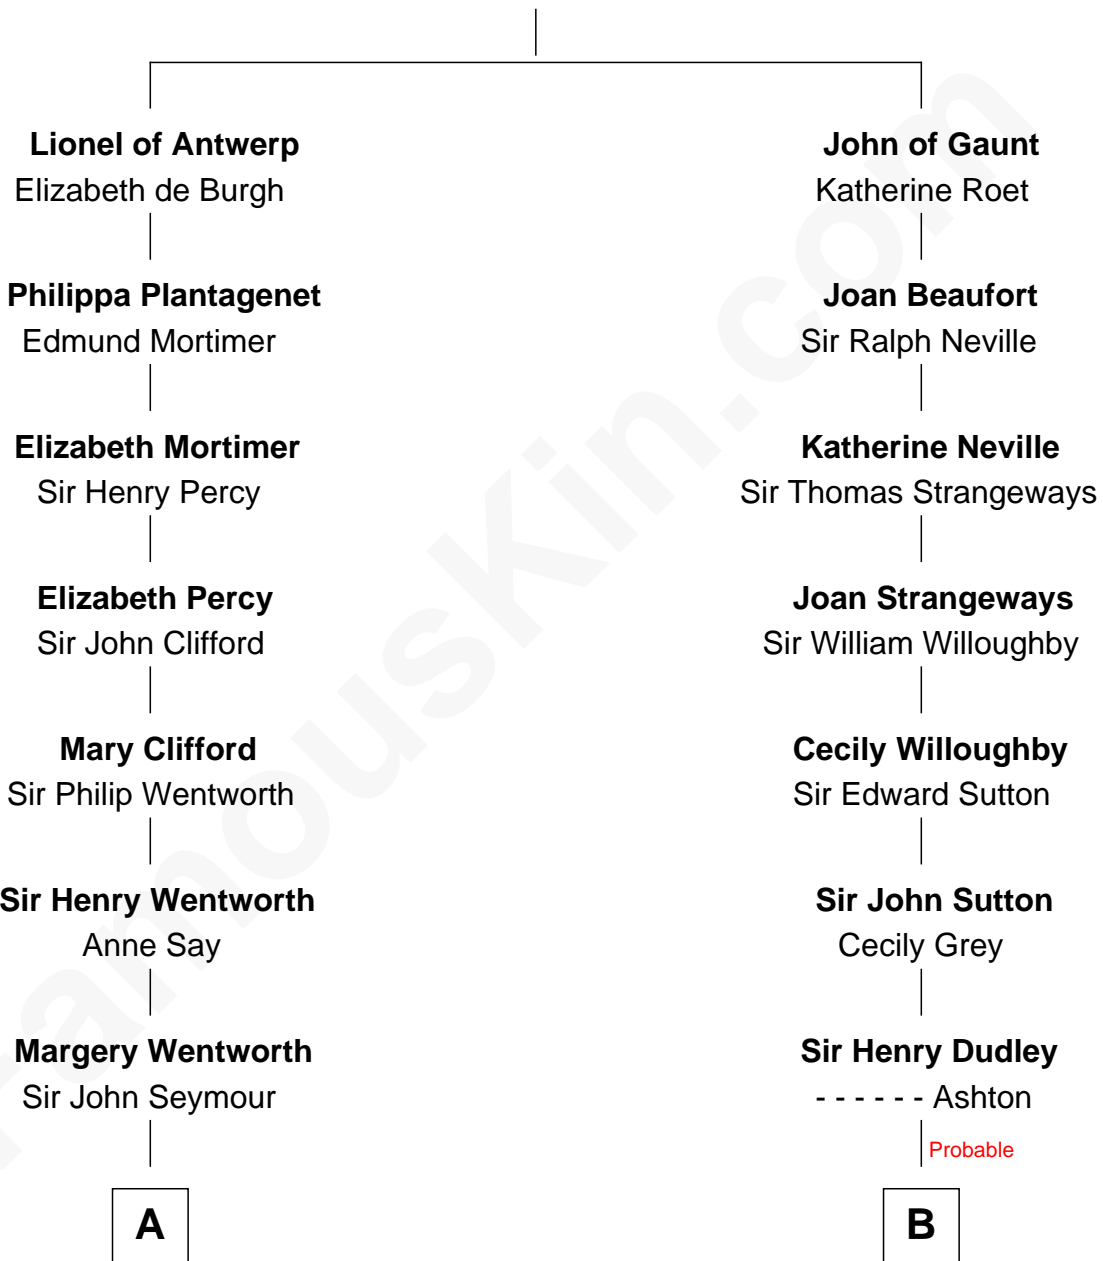 Lionel of Antwerp
Elizabeth de Burgh
Philippa Plantagenet
Edmund Mortimer
Elizabeth Mortimer
Sir Henry Percy
Elizabeth Percy
Sir John Clifford
Mary Clifford
Sir Philip Wentworth
Sir Henry Wentworth
Anne Say
Margery Wentworth
Sir John Seymour
A
John of Gaunt
Katherine Roet
Joan Beaufort
Sir Ralph Neville
Katherine Neville
Sir Thomas Strangeways
Joan Strangeways
Sir William Willoughby
Cecily Willoughby
Sir Edward Sutton
Sir John Sutton
Cecily Grey
Sir Henry Dudley
- - - - - - Ashton
Probable
B
FamousKin.com